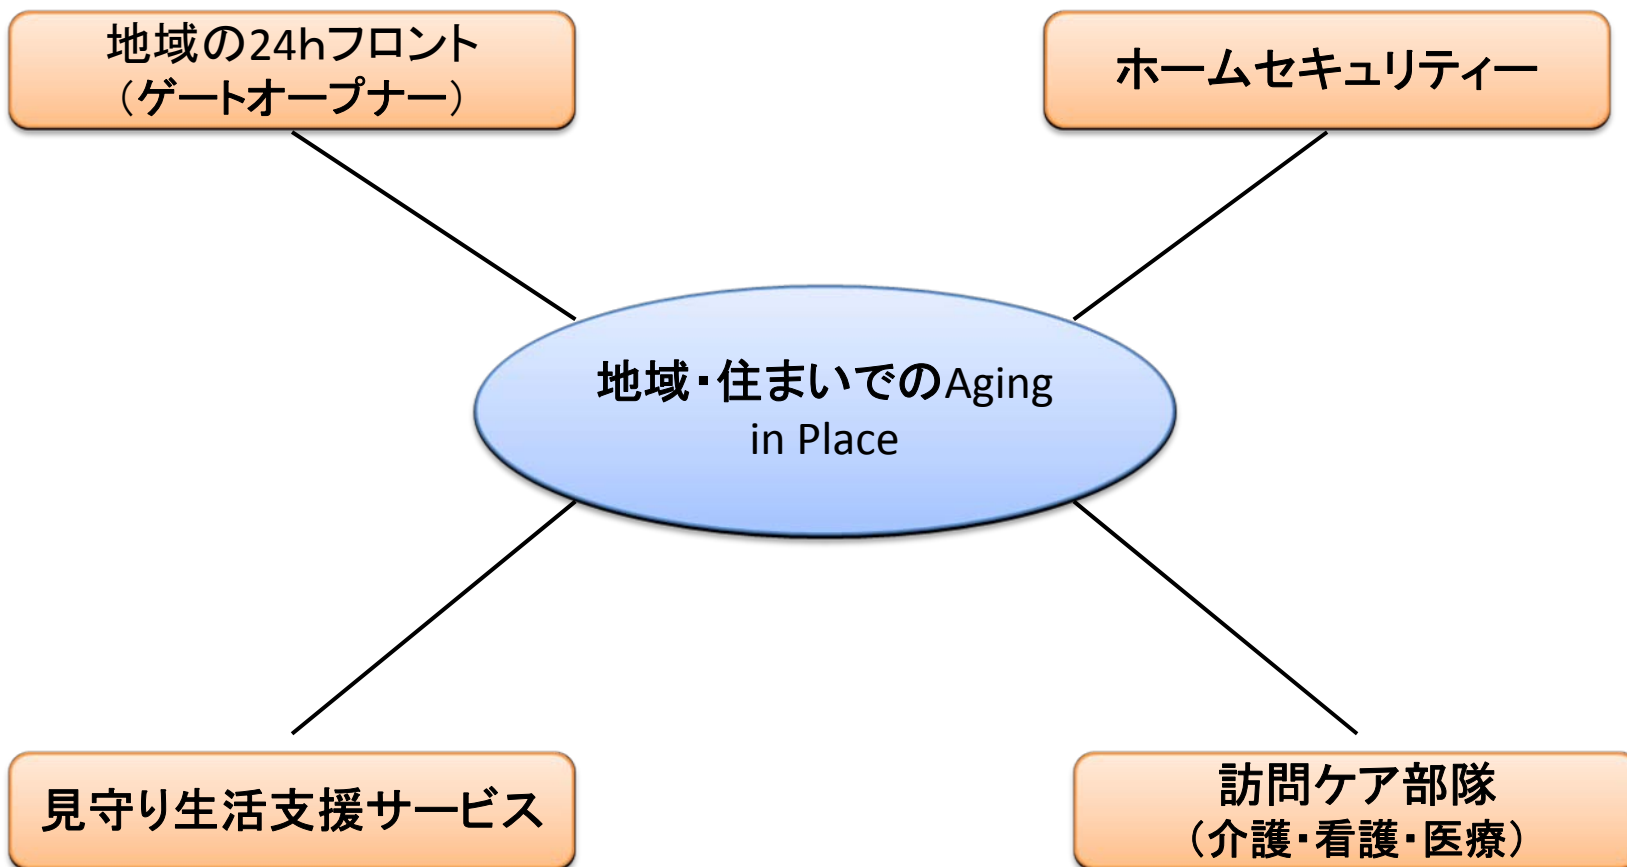 地域の24hフロント
（ゲートオープナー）
ホームセキュリティー
地域・住まいでのAging
in Place
見守り生活支援サービス
訪問ケア部隊
（介護・看護・医療）